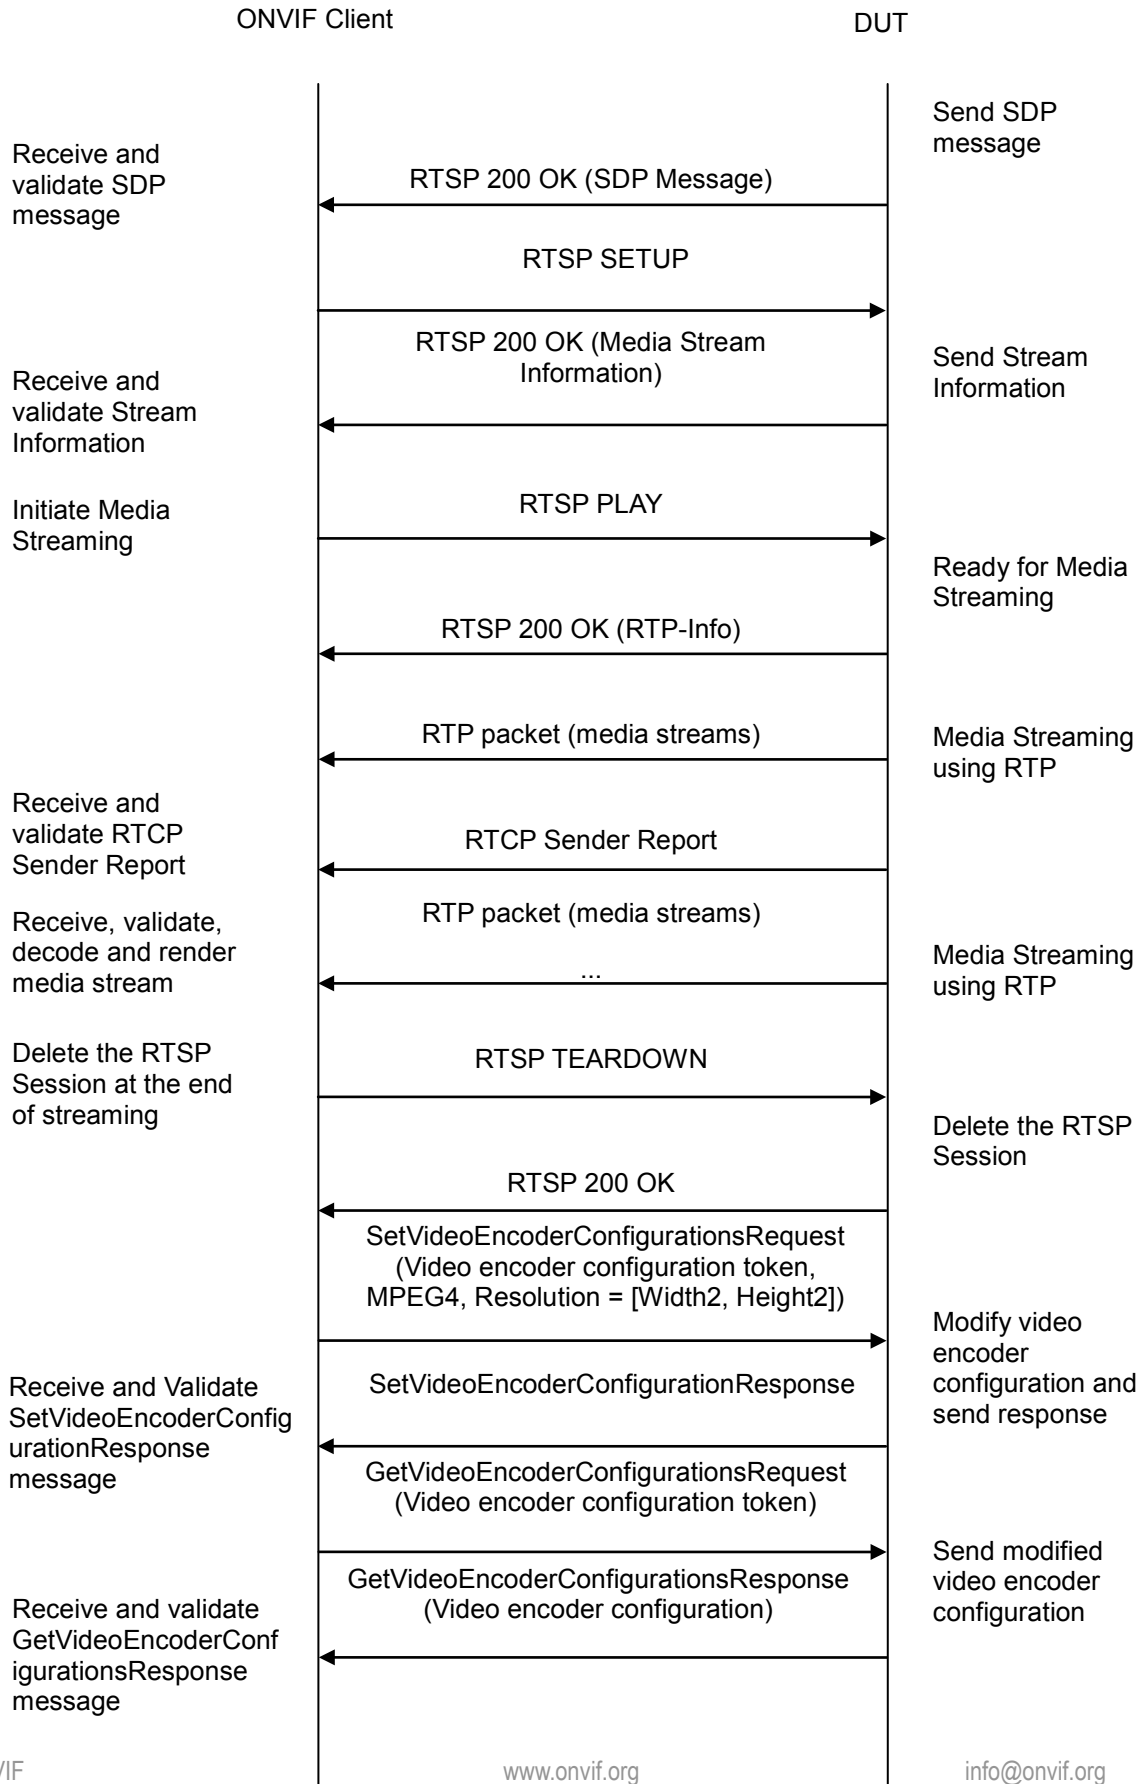 ONVIF Client
DUT
Send SDP
message
Receive and
validate SDP
message
RTSP 200 OK (SDP Message)
RTSP SETUP
RTSP 200 OK (Media Stream
Information)
Send Stream
Information
Receive and
validate Stream
Information
Initiate Media
Streaming
RTSP PLAY
Ready for Media
Streaming
RTSP 200 OK (RTP-Info)
RTP packet (media streams)
Media Streaming
using RTP
Receive and
validate RTCP
Sender Report
RTCP Sender Report
Receive, validate,
decode and render
media stream
RTP packet (media streams)
...
Media Streaming
using RTP
Delete the RTSP
Session at the end
of streaming
RTSP TEARDOWN
Delete the RTSP
Session
RTSP 200 OK
SetVideoEncoderConfigurationsRequest
(Video encoder configuration token,
MPEG4, Resolution = [Width2, Height2])
Modify video
encoder
configuration and
send response
Receive and Validate
SetVideoEncoderConfig
urationResponse
message
SetVideoEncoderConfigurationResponse
GetVideoEncoderConfigurationsRequest
(Video encoder configuration token)
Send modified
video encoder
configuration
GetVideoEncoderConfigurationsResponse
(Video encoder configuration)
Receive and validate
GetVideoEncoderConf
igurationsResponse
message
VIF
www.onvif.org
info@onvif.org